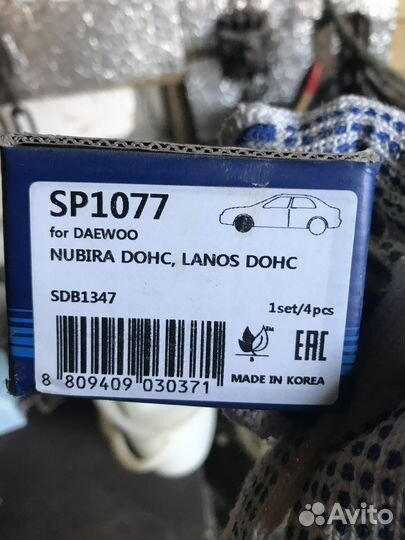 SP1077
for DAEWOO
NUBIRA DOHC, LANOS DOHC
SDB1347
1set/4pcs
EAC
8 809409 030371
MADE IN KOREA
Avito